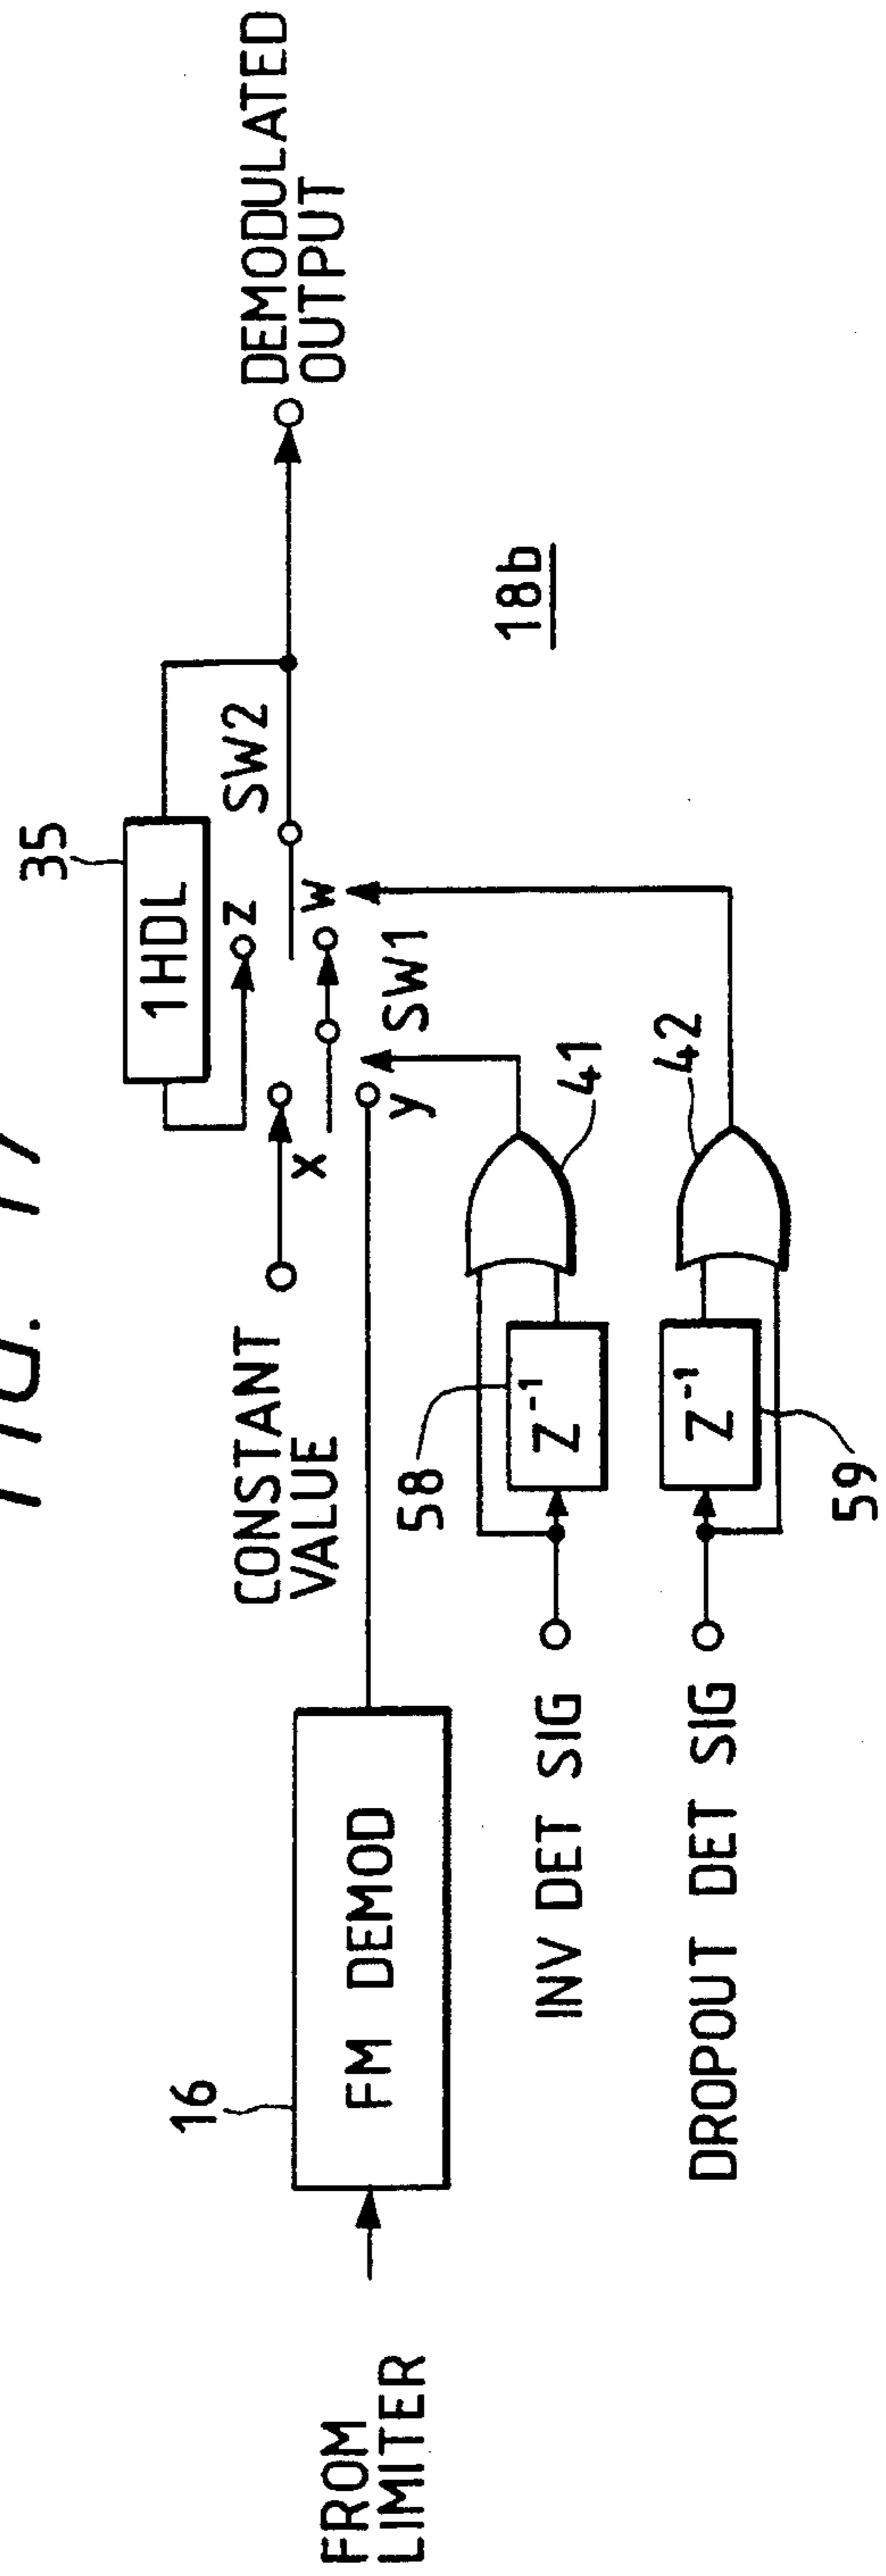 FIG. 17
35
1HDL
z
SW2
DEMODULATED
OUTPUT
CONSTANT
VALUE
x
w
SW1
y
18b
16
FM DEMOD
FROM
LIMITER
58
Z⁻¹
41
INV DET SIG
42
Z⁻¹
59
DROPOUT DET SIG